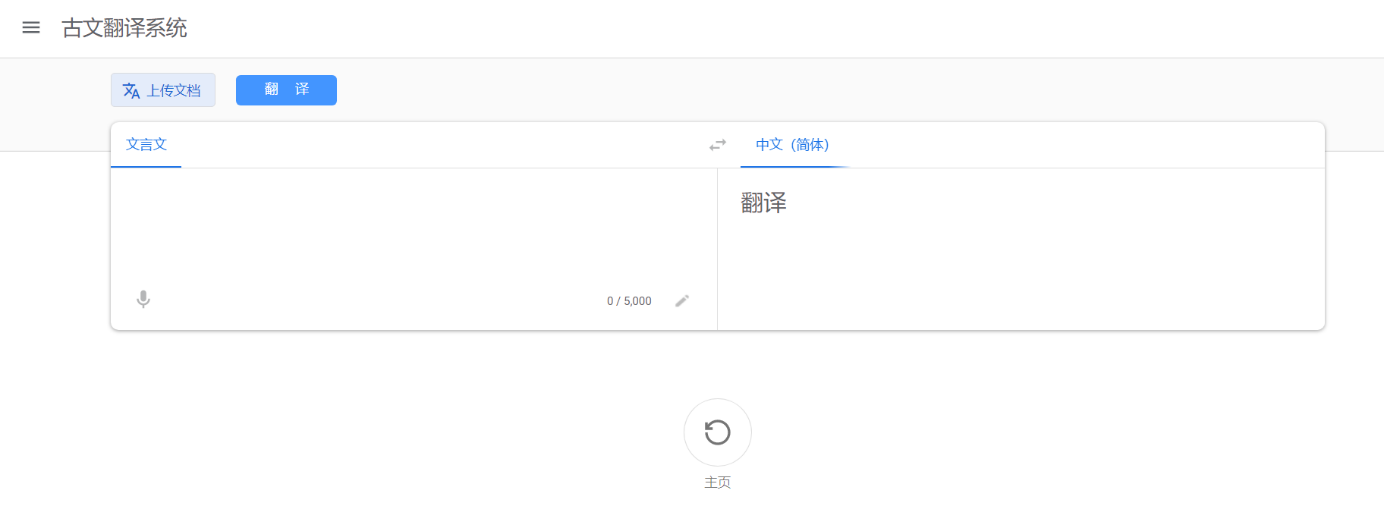 古文翻译系统
上传文档
翻 译
文言文
中文（简体）
翻译
0 / 5,000
主页